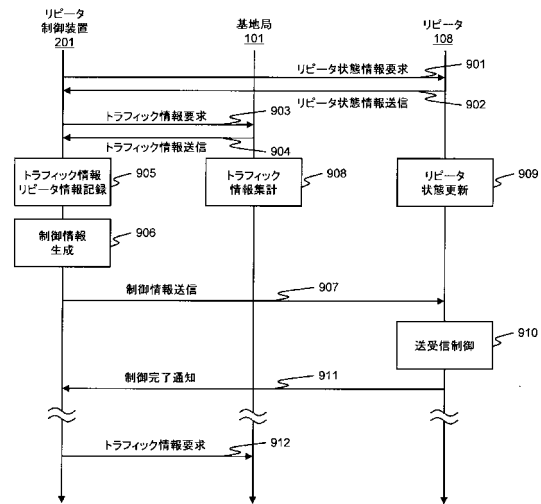 リピータ
制御装置
201
基地局
101
リピータ
108
リピータ状態情報要求
901
リピータ状態情報送信
902
トラフィック情報要求
903
トラフィック情報送信
904
トラフィック情報
リピータ情報記録
905
トラフィック
情報集計
908
リピータ
状態更新
909
制御情報
生成
906
制御情報送信
907
送受信制御
910
制御完了通知
911
トラフィック情報要求
912